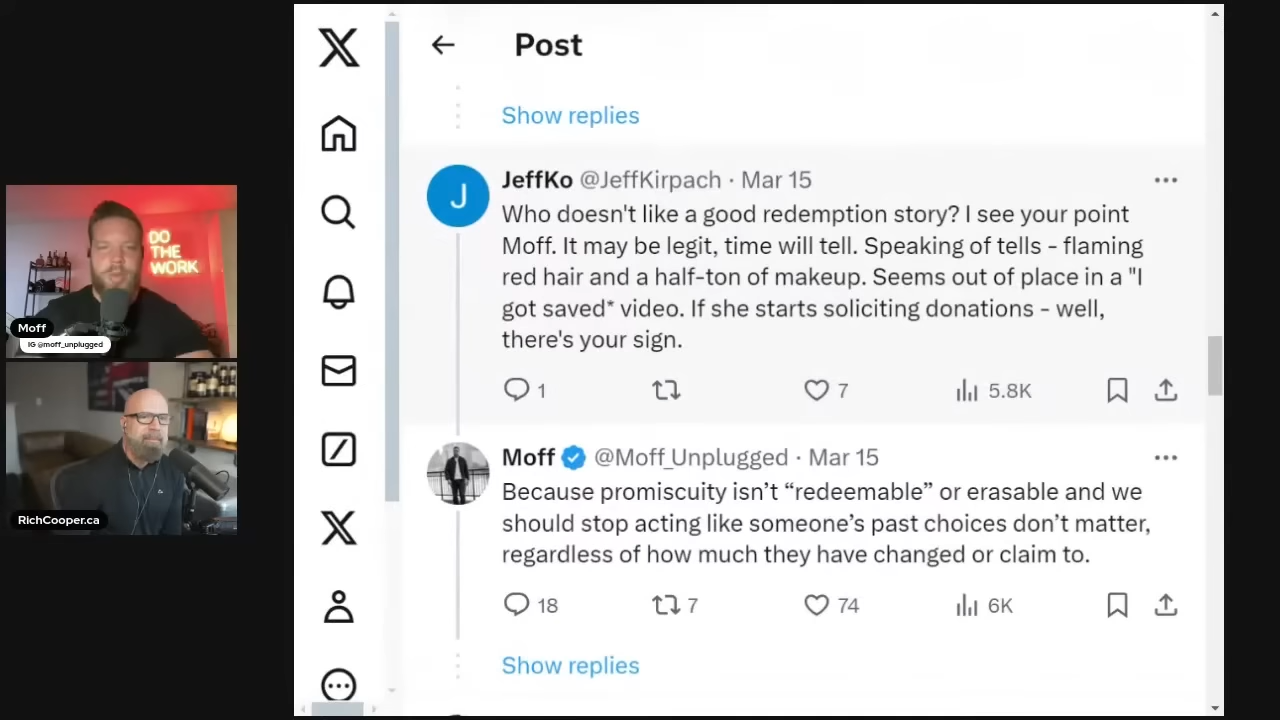 DO
THE
WORK
Moff
IG @moff_unplugged
RichCooper.ca
Post
Show replies
J
JeffKo @JeffKirpach · Mar 15
Who doesn't like a good redemption story? I see your point
Moff. It may be legit, time will tell. Speaking of tells - flaming
red hair and a half-ton of makeup. Seems out of place in a "I
got saved* video. If she starts soliciting donations - well,
there's your sign.
1
7
5.8K
Moff @Moff_Unplugged · Mar 15
Because promiscuity isn’t “redeemable” or erasable and we
should stop acting like someone’s past choices don’t matter,
regardless of how much they have changed or claim to.
18
7
74
6K
Show replies